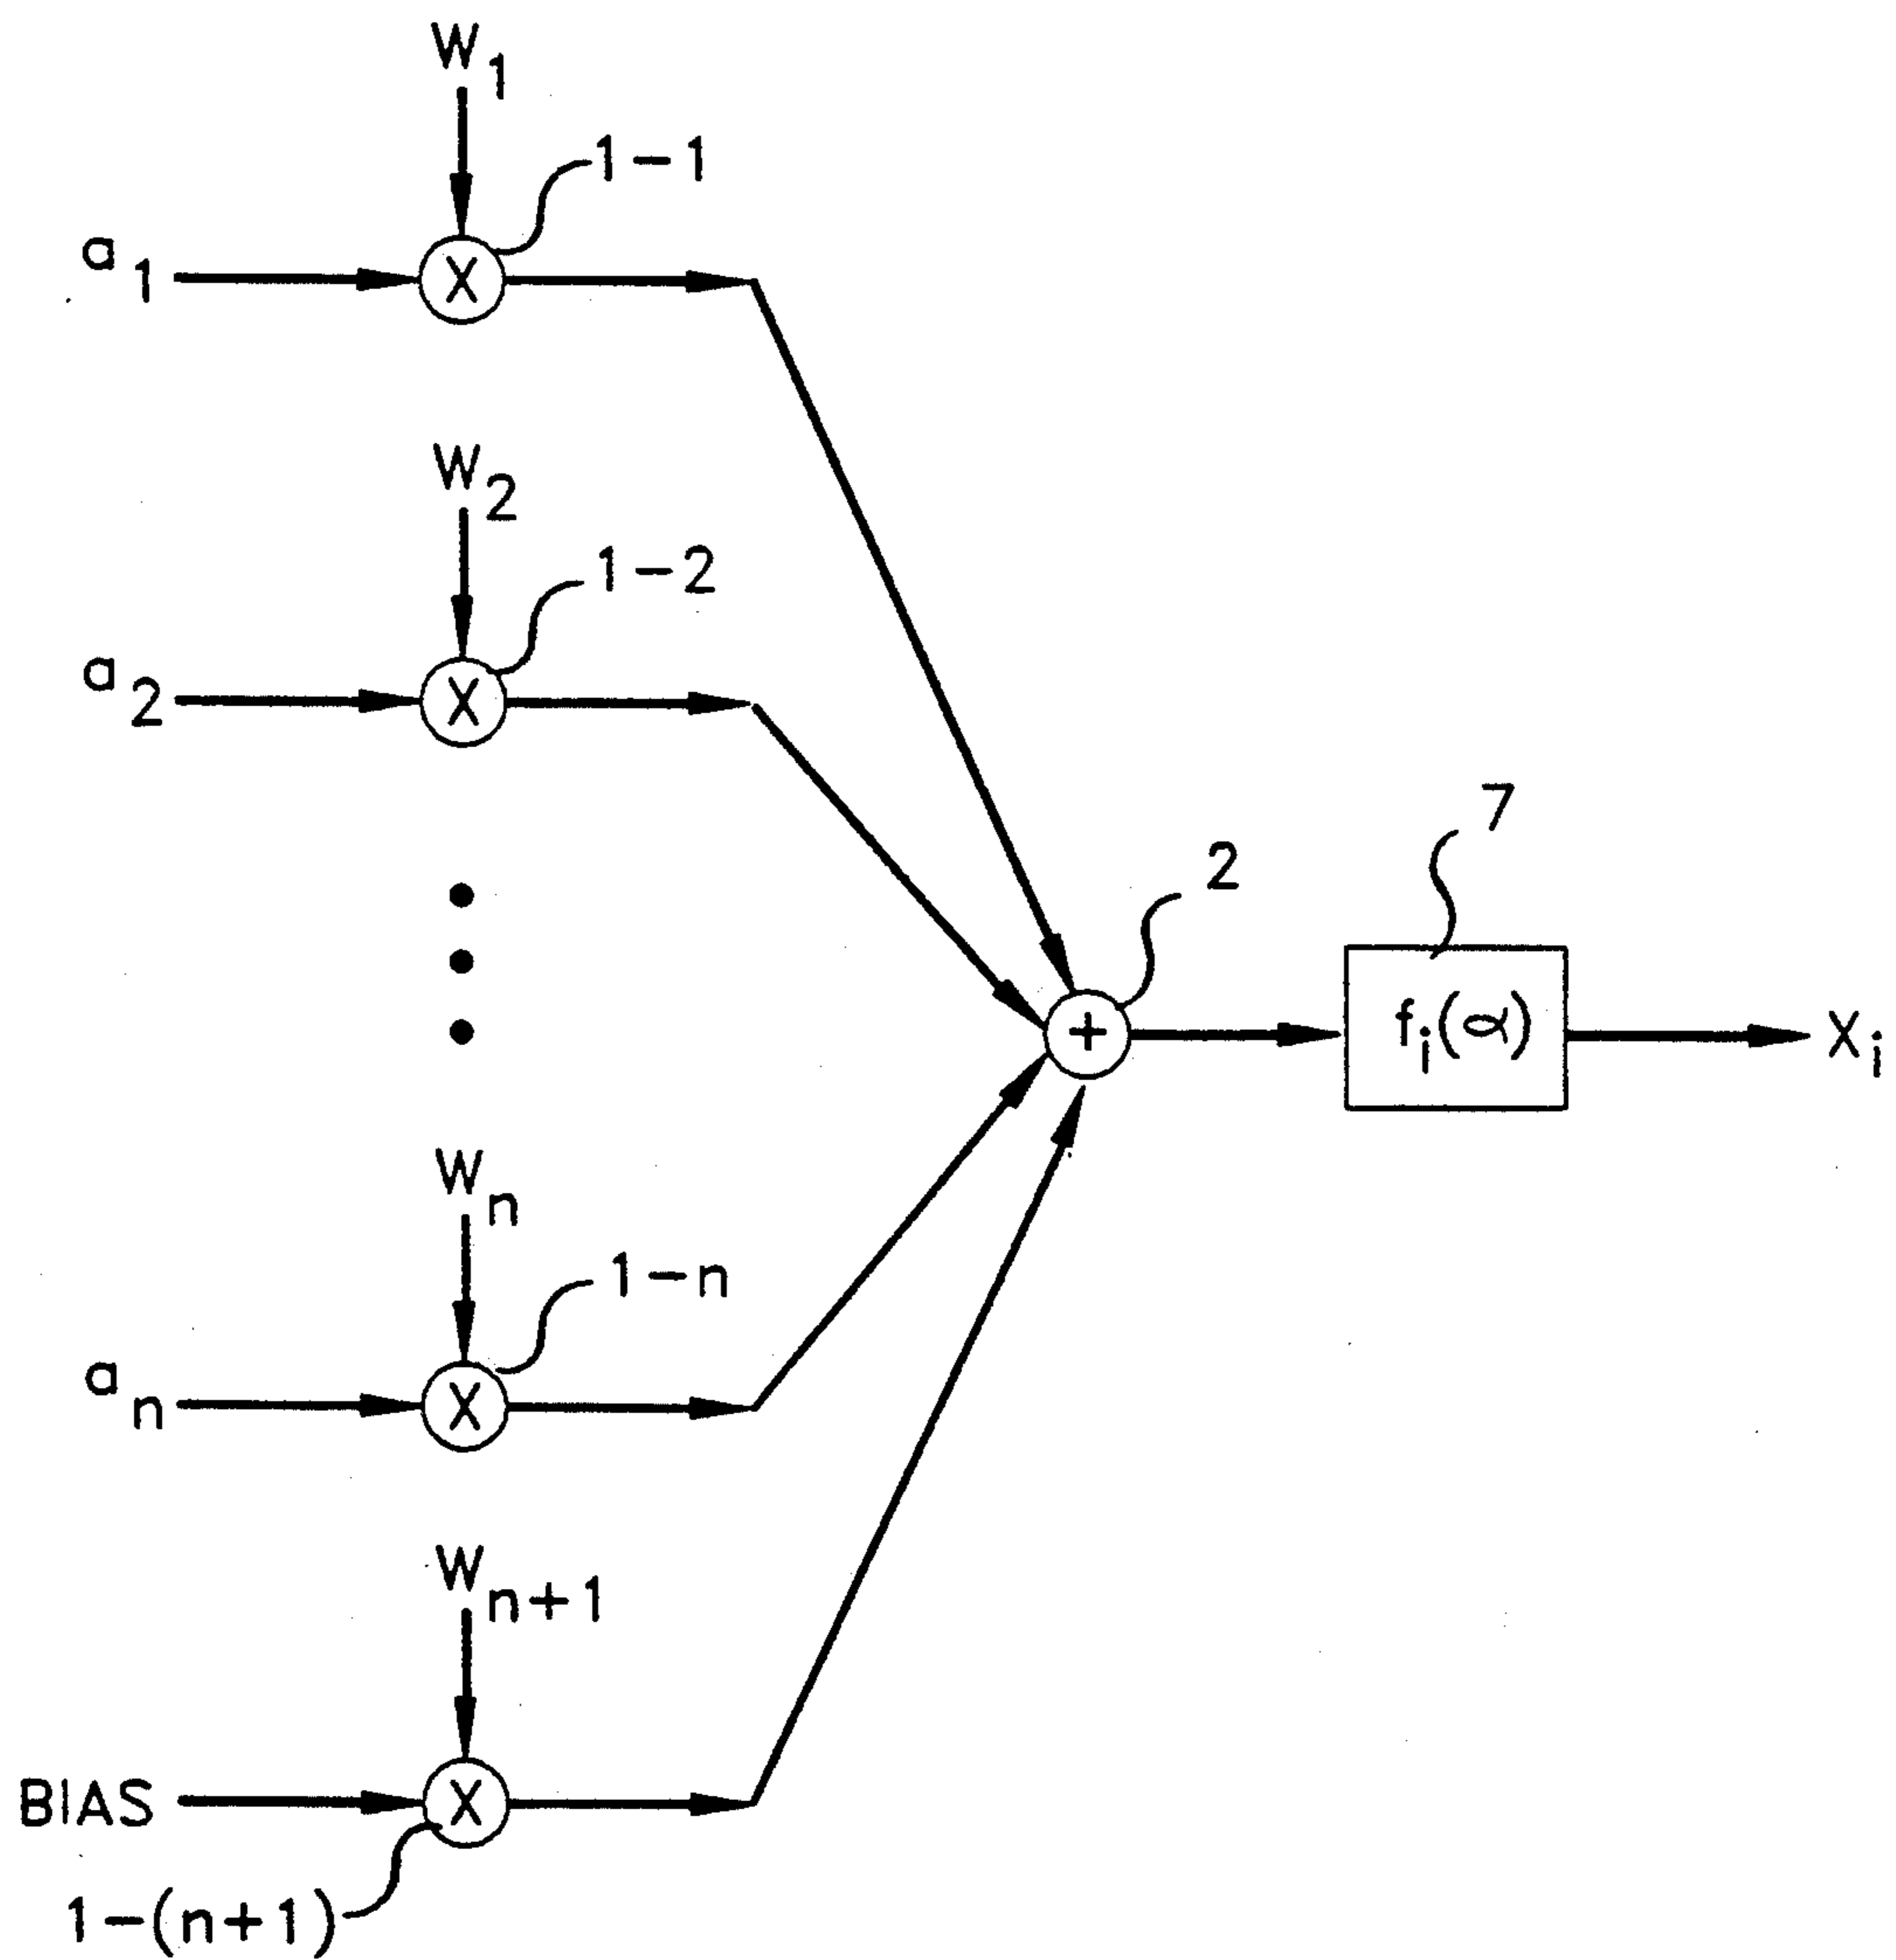 W1
1-1
a1
X
W2
1-2
a2
X
7
2
+
fi(α)
Xi
Wn
1-n
an
X
Wn+1
BIAS
X
1-(n+1)